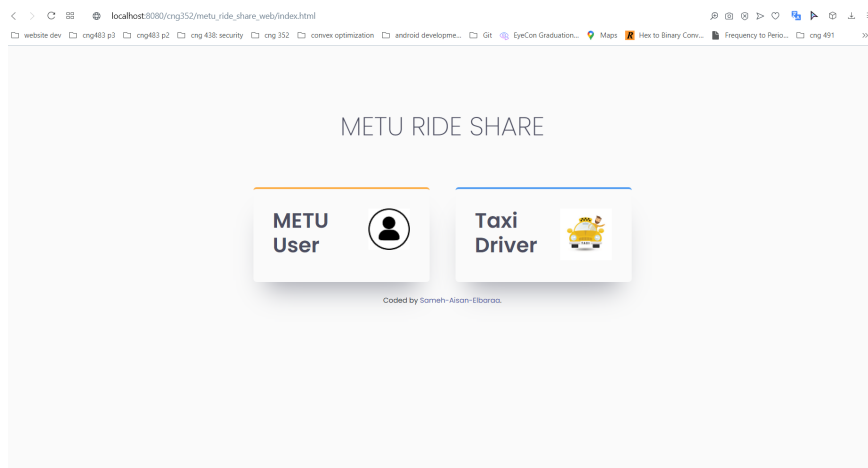 localhost:8080/cng352/metu_ride_share_web/index.html
website dev cng483 p3 cng483 p2 cng 438: security cng 352 convex optimization android developme... Git EyeCon Graduation... Maps Hex to Binary Conv... Frequency to Perio... cng 491
METU RIDE SHARE
METU
User
Taxi
Driver
Coded by Sameh-Aisan-Elbaraa.